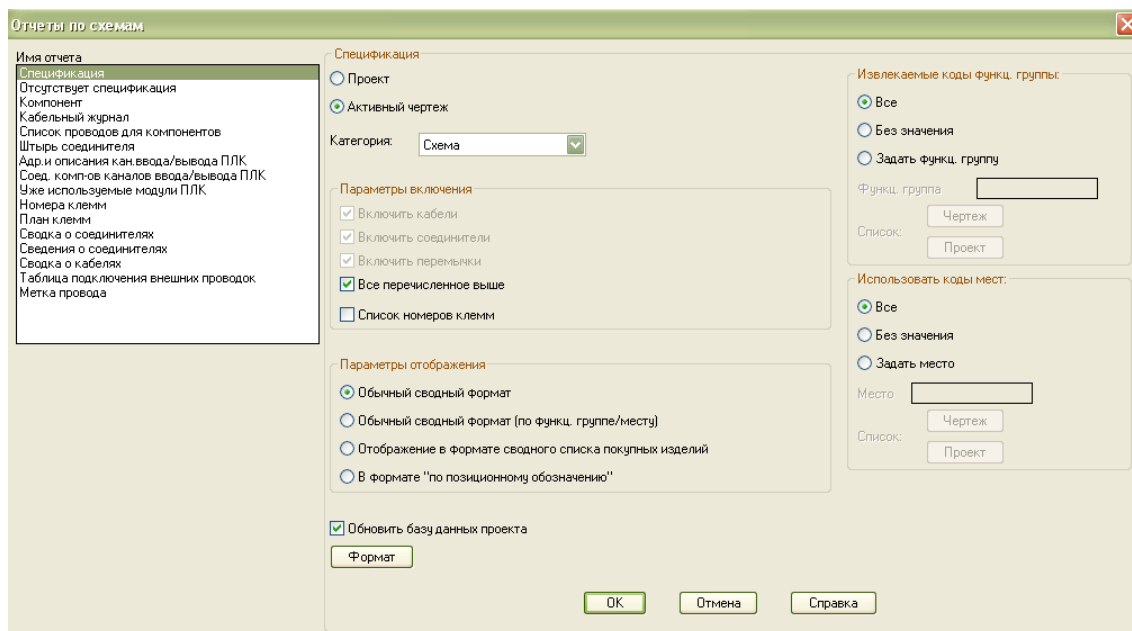 Отчеты по схемам
Имя отчета
Спецификация
Отсутствует спецификация
Компонент
Кабельный журнал
Список проводов для компонентов
Штырь соединителя
Адр.и описания кан.ввода/вывода ПЛК
Соед. комп-ов каналов ввода/вывода ПЛК
Уже используемые модули ПЛК
Номера клемм
План клемм
Сводка о соединителях
Сведения о соединителях
Сводка о кабелях
Таблица подключения внешних проводок
Метка провода
Спецификация
Проект
Активный чертеж
Категория:
Схема
Параметры включения
Включить кабели
Включить соединители
Включить перемычки
Все перечисленное выше
Список номеров клемм
Параметры отображения
Обычный сводный формат
Обычный сводный формат (по функц. группе/месту)
Отображение в формате сводного списка покупных изделий
В формате "по позиционному обозначению"
Обновить базу данных проекта
Формат
Извлекаемые коды функц. группы:
Все
Без значения
Задать функц. группу
Функц. группа
Список:
Чертеж
Проект
Использовать коды мест:
Все
Без значения
Задать место
Место
Список:
Чертеж
Проект
OK
Отмена
Справка